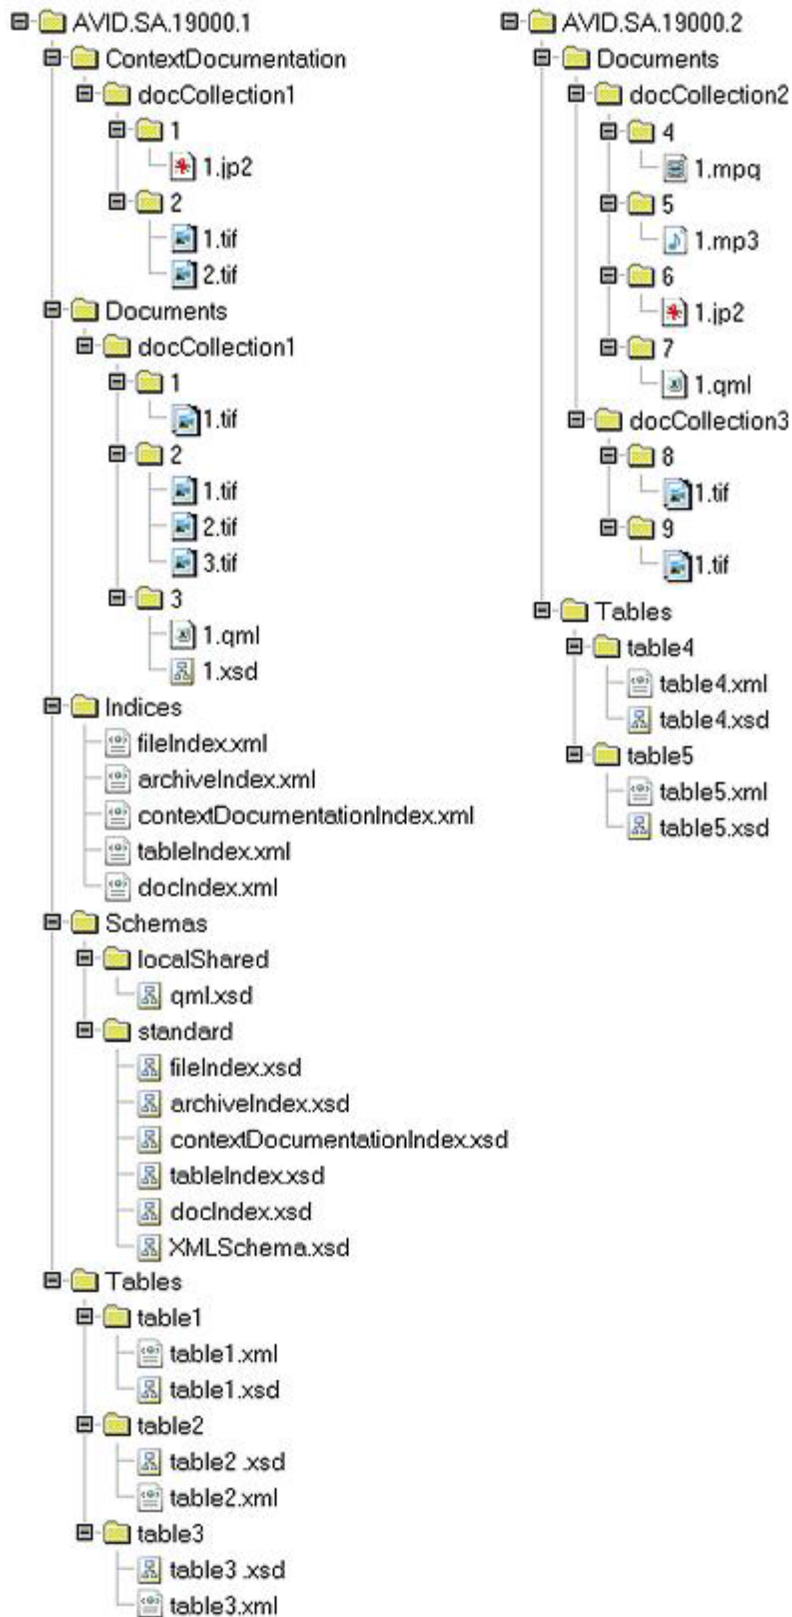 AVID.SA.19000.1
ContextDocumentation
docCollection1
1
1.jp2
2
1.tif
2.tif
Documents
docCollection1
1
1.tif
2
1.tif
2.tif
3.tif
3
1.qml
1.xsd
Indices
fileIndex.xml
archiveIndex.xml
contextDocumentationIndex.xml
tableIndex.xml
docIndex.xml
Schemas
localShared
qml.xsd
standard
fileIndex.xsd
archiveIndex.xsd
contextDocumentationIndex.xsd
tableIndex.xsd
docIndex.xsd
XMLSchema.xsd
Tables
table1
table1.xml
table1.xsd
table2
table2 .xsd
table2.xml
table3
table3 .xsd
table3.xml
AVID.SA.19000.2
Documents
docCollection2
4
1.mpq
5
1.mp3
6
1.jp2
7
1.qml
docCollection3
8
1.tif
9
1.tif
Tables
table4
table4.xml
table4.xsd
table5
table5.xml
table5.xsd